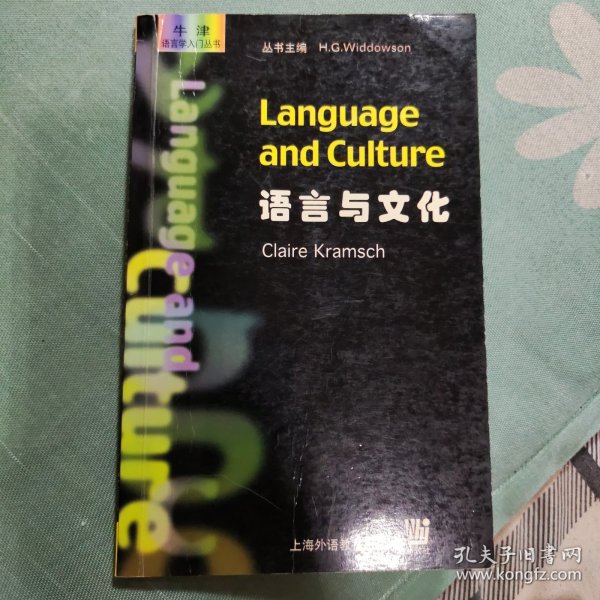 牛津
语言学入门丛书
丛书主编 H.G.Widdowson
Language
and Culture
语言与文化
Claire Kramsch
Language and
Culture
上海外语教
孔夫子旧书网
www.kongfz.com